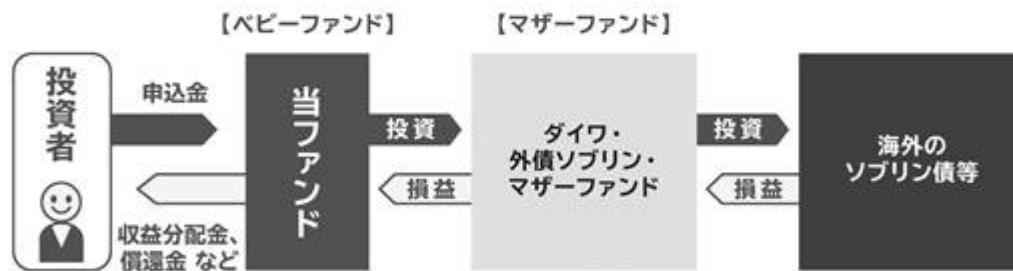 【ベビーファンド】
【マザーファンド】
投資者
申込金
収益分配金、
償還金 など
当ファンド
投資
損益
ダイワ・
外債ソブリン・
マザーファンド
投資
損益
海外の
ソブリン債等